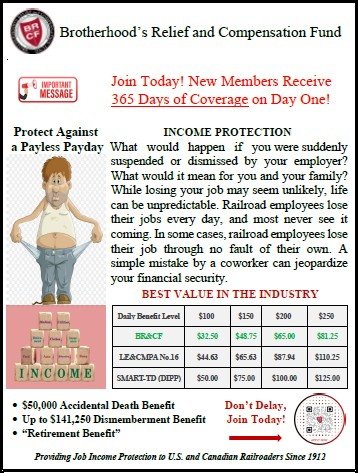 BR
CF
Brotherhood's Relief and Compensation Fund
IMPORTANT
MESSAGE
Join Today! New Members Receive
365 Days of Coverage on Day One!
Protect Against
a Payless Payday
INCOME PROTECTION
What would happen if you were suddenly
suspended or dismissed by your employer?
What would it mean for you and your family?
While losing your job may seem unlikely, life
can be unpredictable. Railroad employees lose
their jobs every day, and most never see it
coming. In some cases, railroad employees lose
their job through no fault of their own. A
simple mistake by a coworker can jeopardize
your financial security.
BEST VALUE IN THE INDUSTRY
Daily Benefit Level $100 $150 $200 $250
BR&CF $32.50 $48.75 $65.00 $81.25
LE&CMPA No.16 $44.63 $65.63 $87.94 $110.25
SMART-TD (DIPP) $50.00 $75.00 $100.00 $125.00
INCOME
• $50,000 Accidental Death Benefit
• Up to $141,250 Dismemberment Benefit
• "Retirement Benefit"
Don't Delay,
Join Today!
Providing Job Income Protection to U.S. and Canadian Railroaders Since 1912